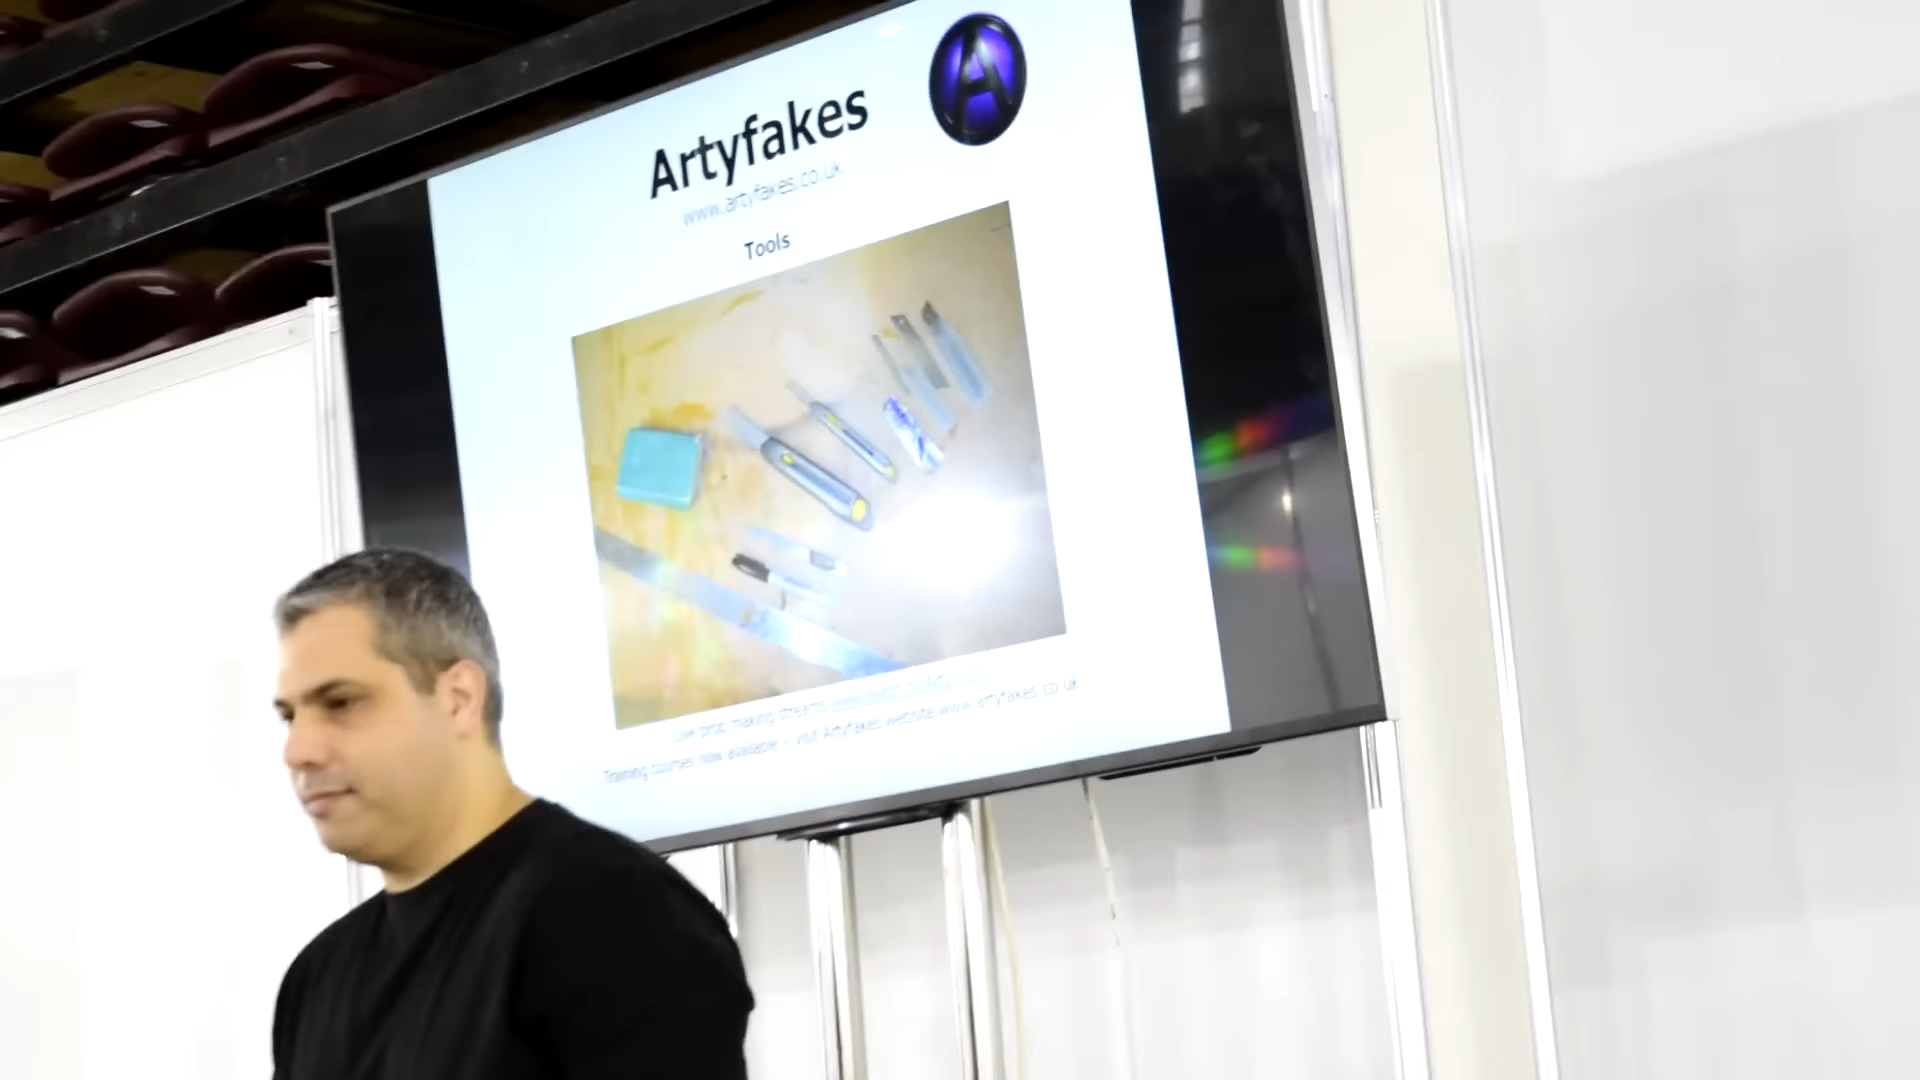 A
Artyfakes
www.artyfakes.co.uk
Tools
Live prop making streams
Training courses now available - visit Artyfakes website www.artyfakes.co.uk